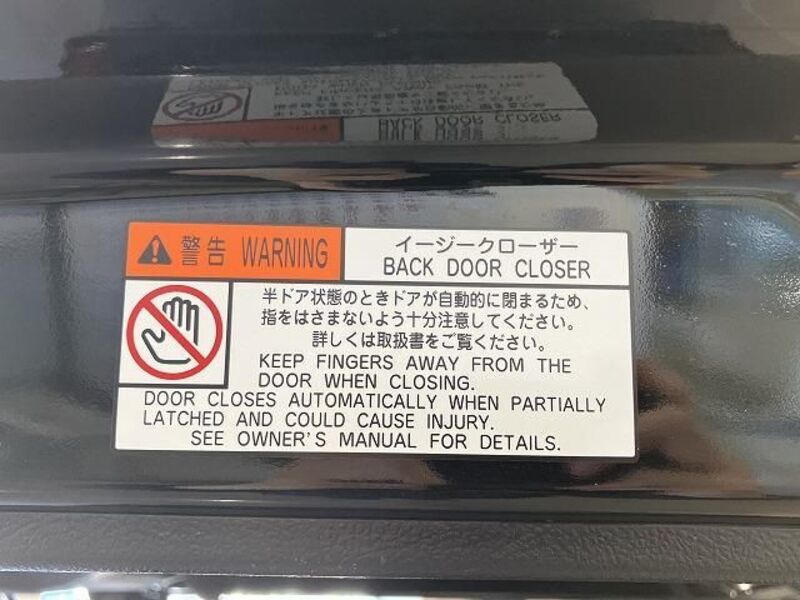 警告 WARNING
イージークローザー
BACK DOOR CLOSER
半ドア状態のときドアが自動的に閉まるため、
指をはさまないよう十分注意してください。
詳しくは取扱書をご覧ください。
KEEP FINGERS AWAY FROM THE
DOOR WHEN CLOSING.
DOOR CLOSES AUTOMATICALLY WHEN PARTIALLY
LATCHED AND COULD CAUSE INJURY.
SEE OWNER'S MANUAL FOR DETAILS.